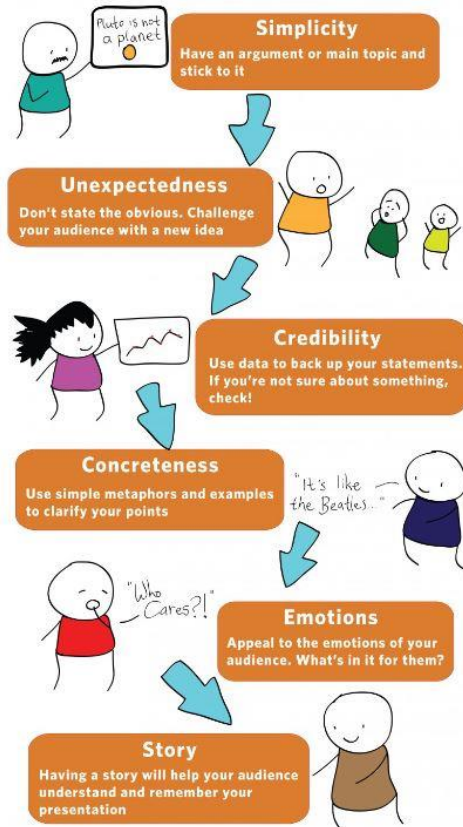 Pluto is not
a planet
Simplicity
Have an argument or main topic and
stick to it
Unexpectedness
Don't state the obvious. Challenge
your audience with a new idea
Credibility
Use data to back up your statements.
If you're not sure about something,
check!
Concreteness
Use simple metaphors and examples
to clarify your points
"It's like
the Beatles.."
"Who
Cares?!"
Emotions
Appeal to the emotions of your
audience. What's in it for them?
Story
Having a story will help your audience
understand and remember your
presentation